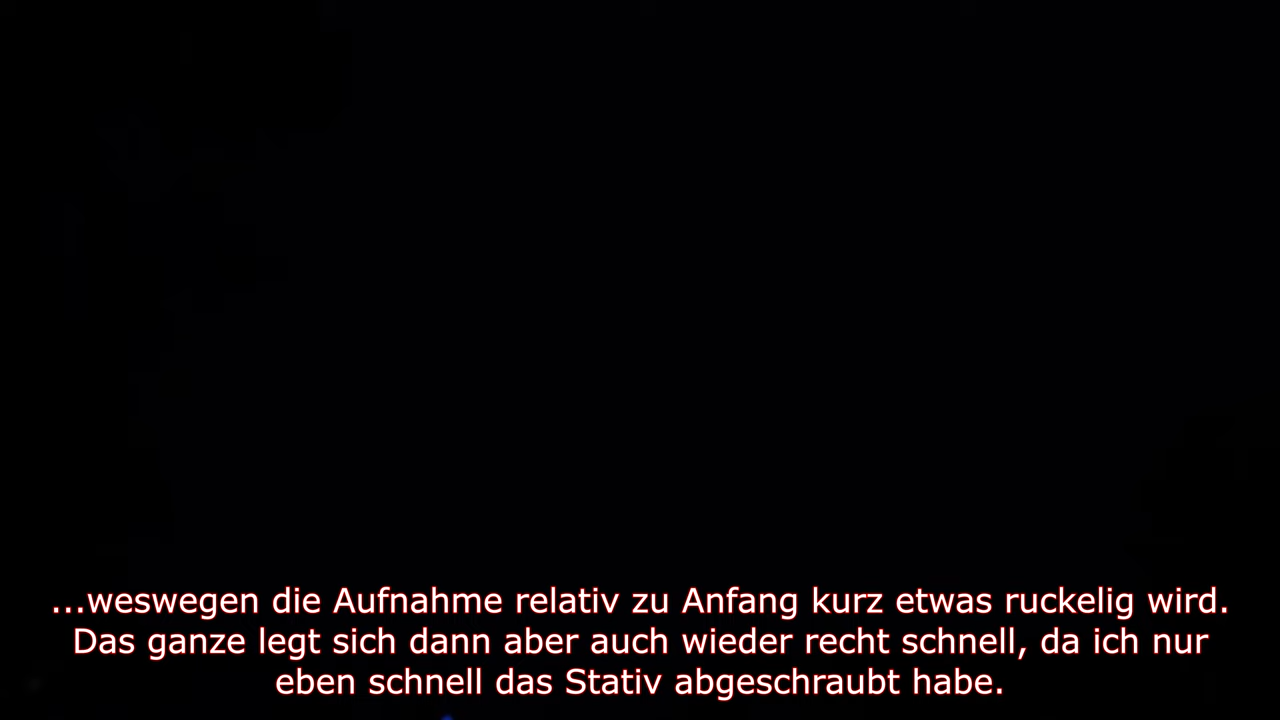 ...weswegen die Aufnahme relativ zu Anfang kurz etwas ruckelig wird.
Das ganze legt sich dann aber auch wieder recht schnell, da ich nur
eben schnell das Stativ abgeschraubt habe.